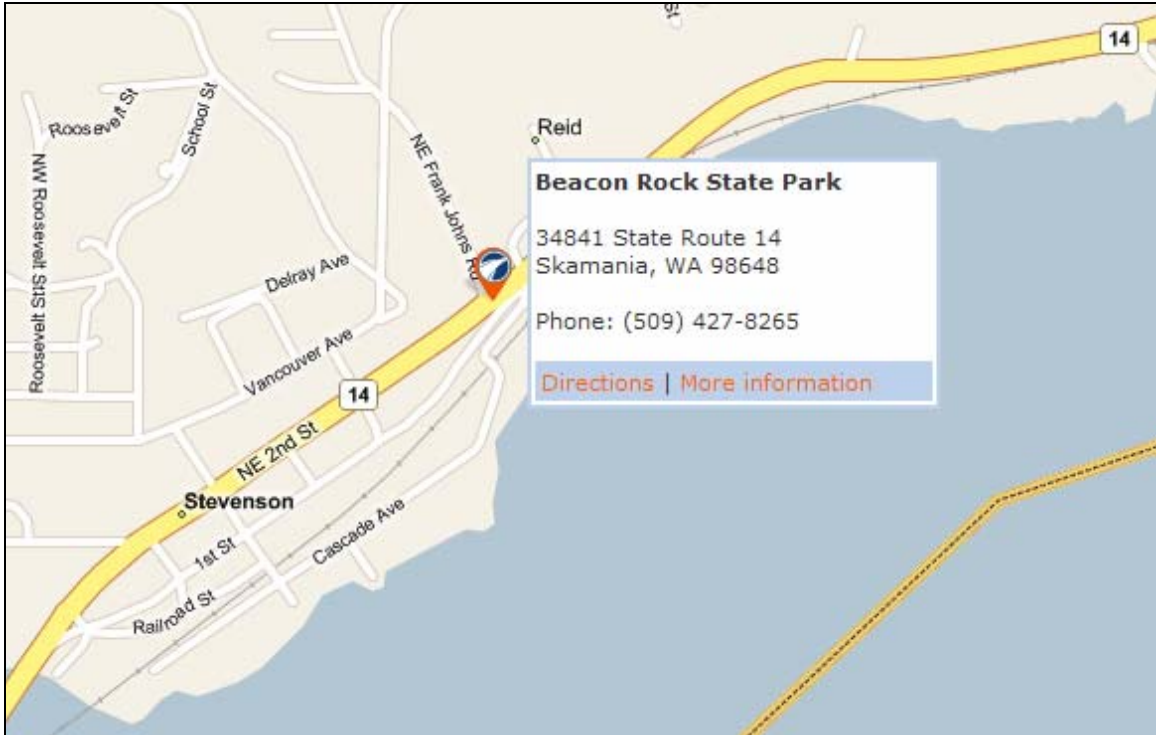 St
14
Roosevelt St
School St
Reid
NE Frank Johns Rd
NW Roosevelt St
Roosevelt St
Beacon Rock State Park
34841 State Route 14
Skamania, WA 98648
Phone: (509) 427-8265
Directions | More information
Delray Ave
Vancouver Ave
14
NE 2nd St
Stevenson
1st St
Cascade Ave
Railroad St